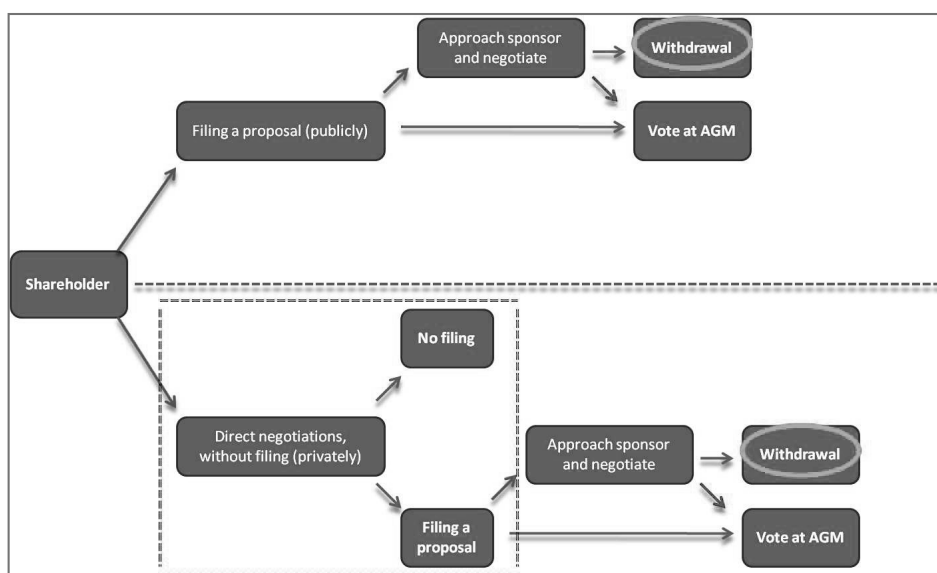 Approach sponsor
and negotiate
Withdrawal
Filing a proposal (publicly)
Vote at AGM
Shareholder
No filing
Direct negotiations,
without filing (privately)
Approach sponsor
and negotiate
Withdrawal
Filing a
proposal
Vote at AGM